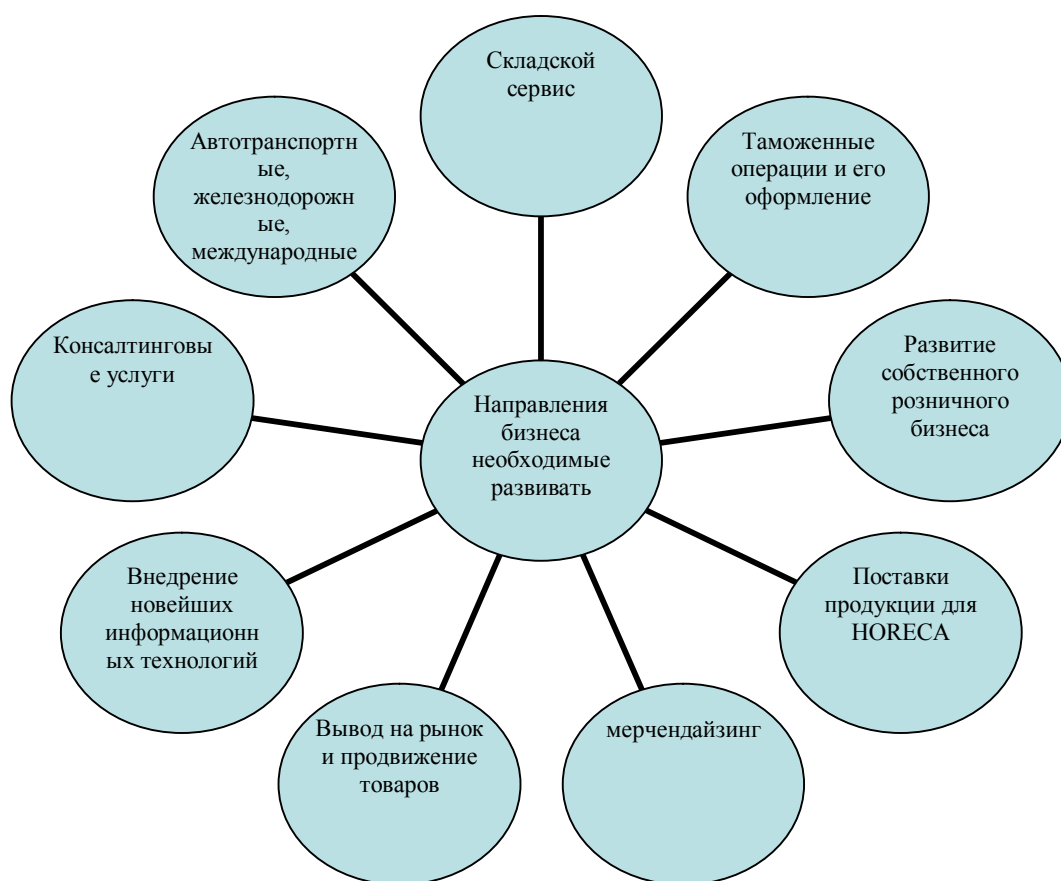 Складской
сервис
Таможенные
операции и его
оформление
Развитие
собственного
розничного
бизнеса
Поставки
продукции для
HORECA
мерчендайзинг
Вывод на рынок
и продвижение
товаров
Внедрение
новейших
информационн
ых технологий
Консалтинговы
е услуги
Автотранспортн
ые,
железнодорожн
ые,
международные
Направления
бизнеса
необходимые
развивать